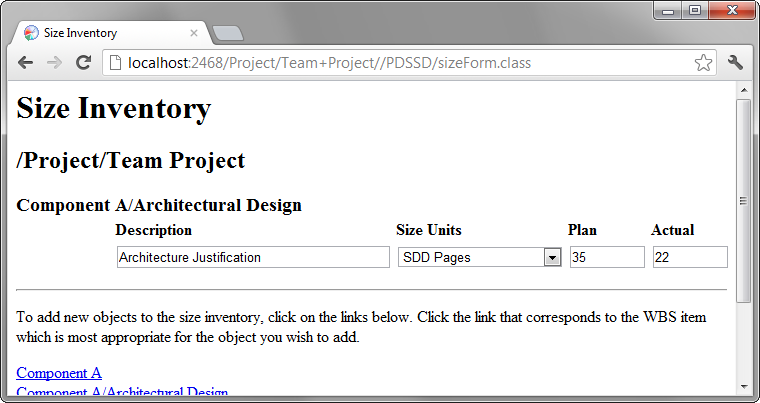 Size Inventory
localhost:2468/Project/Team+Project//PDSSD/sizeForm.class
Size Inventory
/Project/Team Project
Component A/Architectural Design
Description Size Units Plan Actual
Architecture Justification SDD Pages 35 22
To add new objects to the size inventory, click on the links below. Click the link that corresponds to the WBS item
which is most appropriate for the object you wish to add.
Component A
Component A/Architectural Design